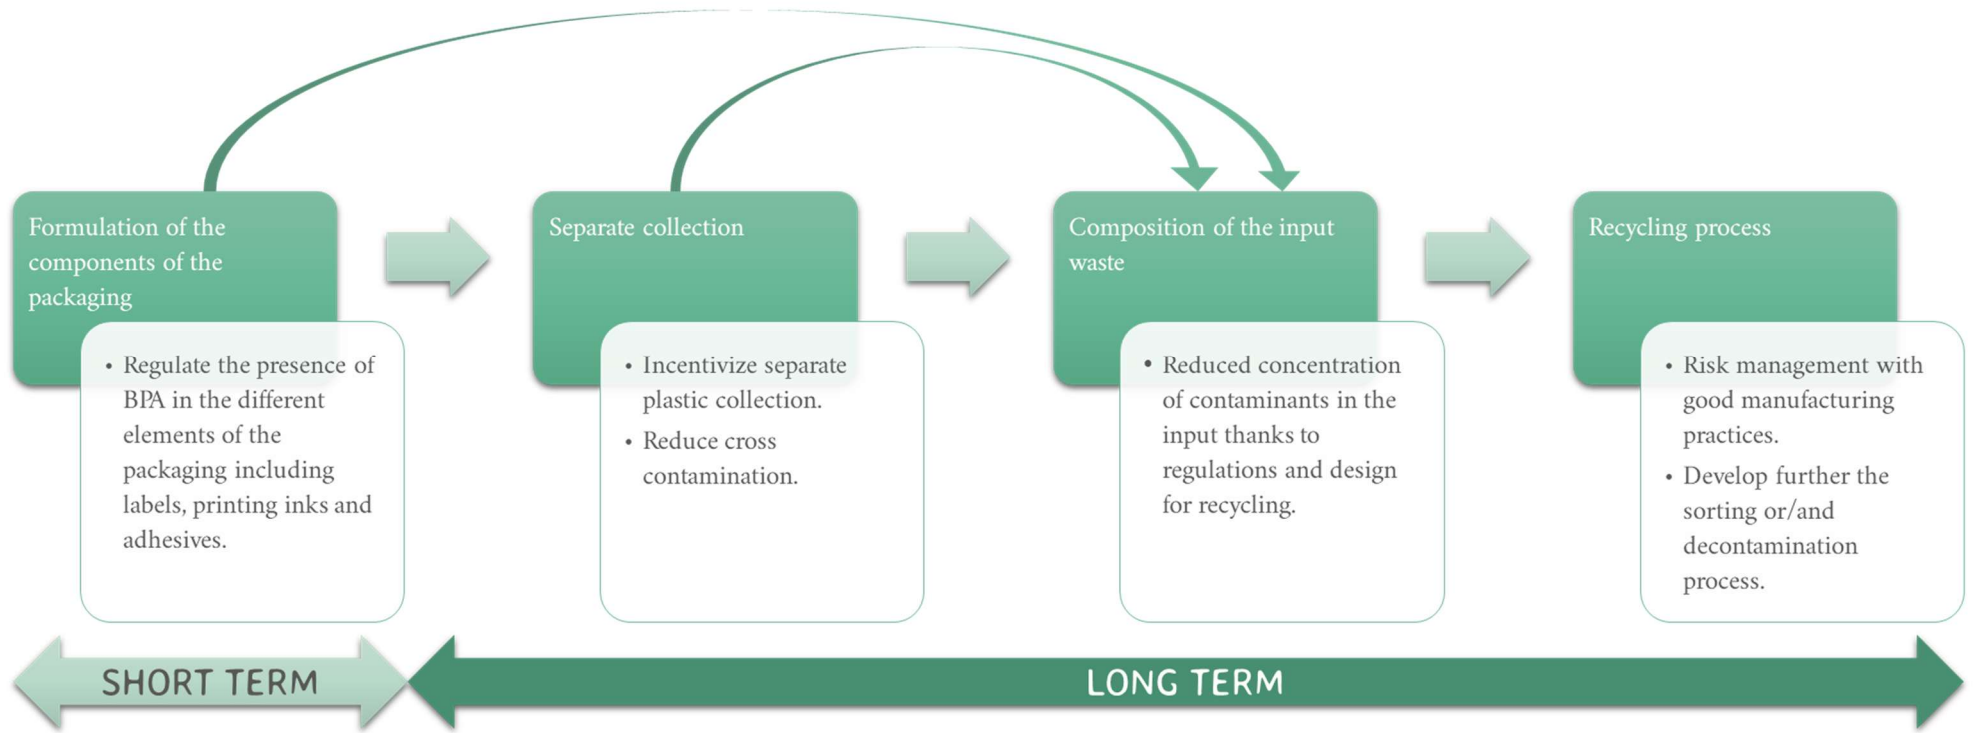 Formulation of the
components of the
packaging
• Regulate the presence of
BPA in the different
elements of the
packaging including
labels, printing inks and
adhesives.
Separate collection
• Incentivize separate
plastic collection.
• Reduce cross
contamination.
Composition of the input
waste
• Reduced concentration
of contaminants in the
input thanks to
regulations and design
for recycling.
Recycling process
• Risk management with
good manufacturing
practices.
• Develop further the
sorting or/and
decontamination
process.
SHORT TERM
LONG TERM